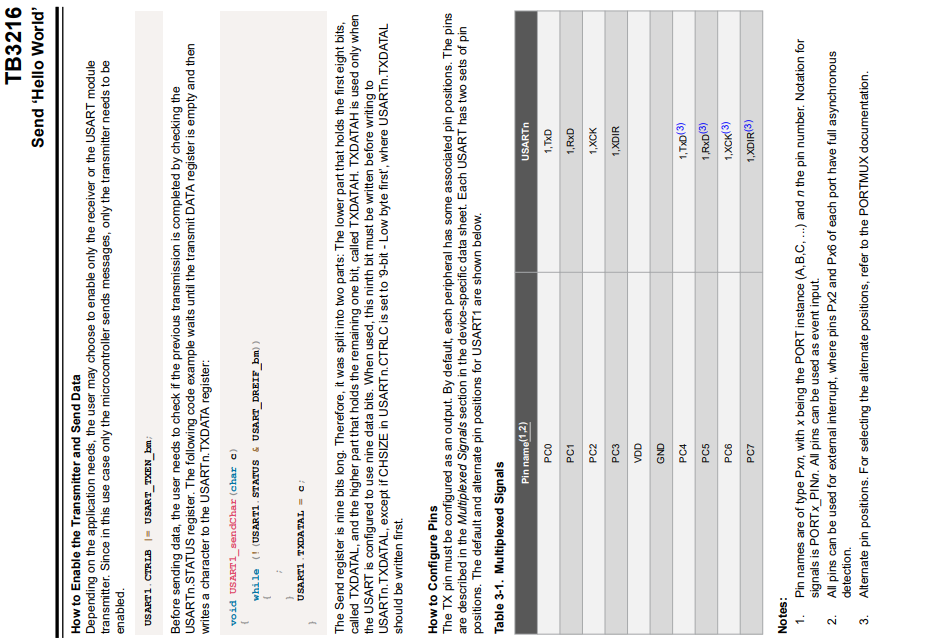 TB3216
Send ‘Hello World’
How to Enable the Transmitter and Send Data
Depending on the application needs, the user may choose to enable only the receiver or the USART module
transmitter. Since in this use case only the microcontroller sends messages, only the transmitter needs to be
enabled.
USART1.CTRLB |= USART_TXEN_bm;
Before sending data, the user needs to check if the previous transmission is completed by checking the
USARTn.STATUS register. The following code example waits until the transmit DATA register is empty and then
writes a character to the USARTn.TXDATA register:
void USART1_sendChar(char c)
{
while (!(USART1.STATUS & USART_DREIF_bm))
{
;
}
USART1.TXDATAL = c;
}
The Send register is nine bits long. Therefore, it was split into two parts: The lower part that holds the first eight bits,
called TXDATAL, and the higher part that holds the remaining one bit, called TXDATAH. TXDATAH is used only when
the USART is configured to use nine data bits. When used, this ninth bit must be written before writing to
USARTn.TXDATAL, except if CHSIZE in USARTn.CTRLC is set to ‘9-bit - Low byte first’, where USARTn.TXDATAL
should be written first.
How to Configure Pins
The TX pin must be configured as an output. By default, each peripheral has some associated pin positions. The pins
are described in the Multiplexed Signals section in the device-specific data sheet. Each USART has two sets of pin
positions. The default and alternate pin positions for USART1 are shown below.
Table 3-1. Multiplexed Signals
Pin name(1,2) USARTn
PC0 1,TxD
PC1 1,RxD
PC2 1,XCK
PC3 1,XDIR
VDD
GND
PC4 1,TxD(3)
PC5 1,RxD(3)
PC6 1,XCK(3)
PC7 1,XDIR(3)
Notes:
1. Pin names are of type Pxn, with x being the PORT instance (A,B,C, ...) and n the pin number. Notation for
signals is PORTx_PINn. All pins can be used as event input.
2. All pins can be used for external interrupt, where pins Px2 and Px6 of each port have full asynchronous
detection.
3. Alternate pin positions. For selecting the alternate positions, refer to the PORTMUX documentation.